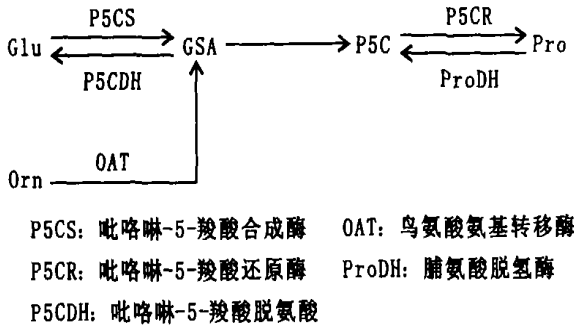 P5CS P5CR
Glu GSA P5C Pro
P5CDH ProDH
OAT
Orn
P5CS: 吡咯啉-5-羧酸合成酶 OAT: 鸟氨酸氨基转移酶
P5CR: 吡咯啉-5-羧酸还原酶 ProDH: 脯氨酸脱氢酶
P5CDH: 吡咯啉-5-羧酸脱氨酸